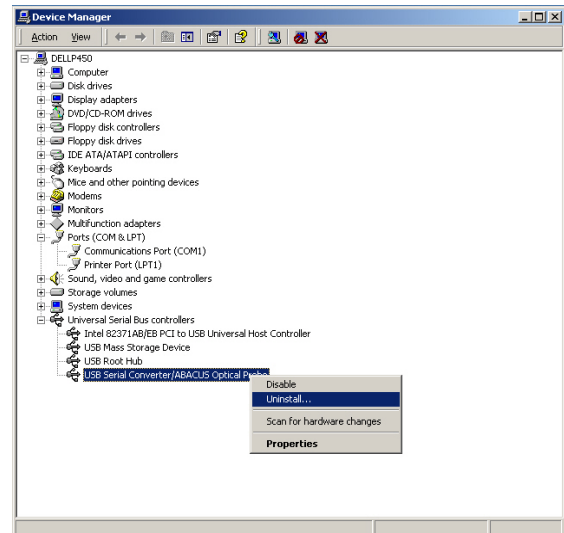 Device Manager
Action View
DELLP450
Computer
Disk drives
Display adapters
DVD/CD-ROM drives
Floppy disk controllers
Floppy disk drives
IDE ATA/ATAPI controllers
Keyboards
Mice and other pointing devices
Modems
Monitors
Multifunction adapters
Ports (COM & LPT)
Communications Port (COM1)
Printer Port (LPT1)
Sound, video and game controllers
Storage volumes
System devices
Universal Serial Bus controllers
Intel 82371AB/EB PCI to USB Universal Host Controller
USB Mass Storage Device
USB Root Hub
USB Serial Converter/ABACUS Optical Probe
Disable
Uninstall...
Scan for hardware changes
Properties